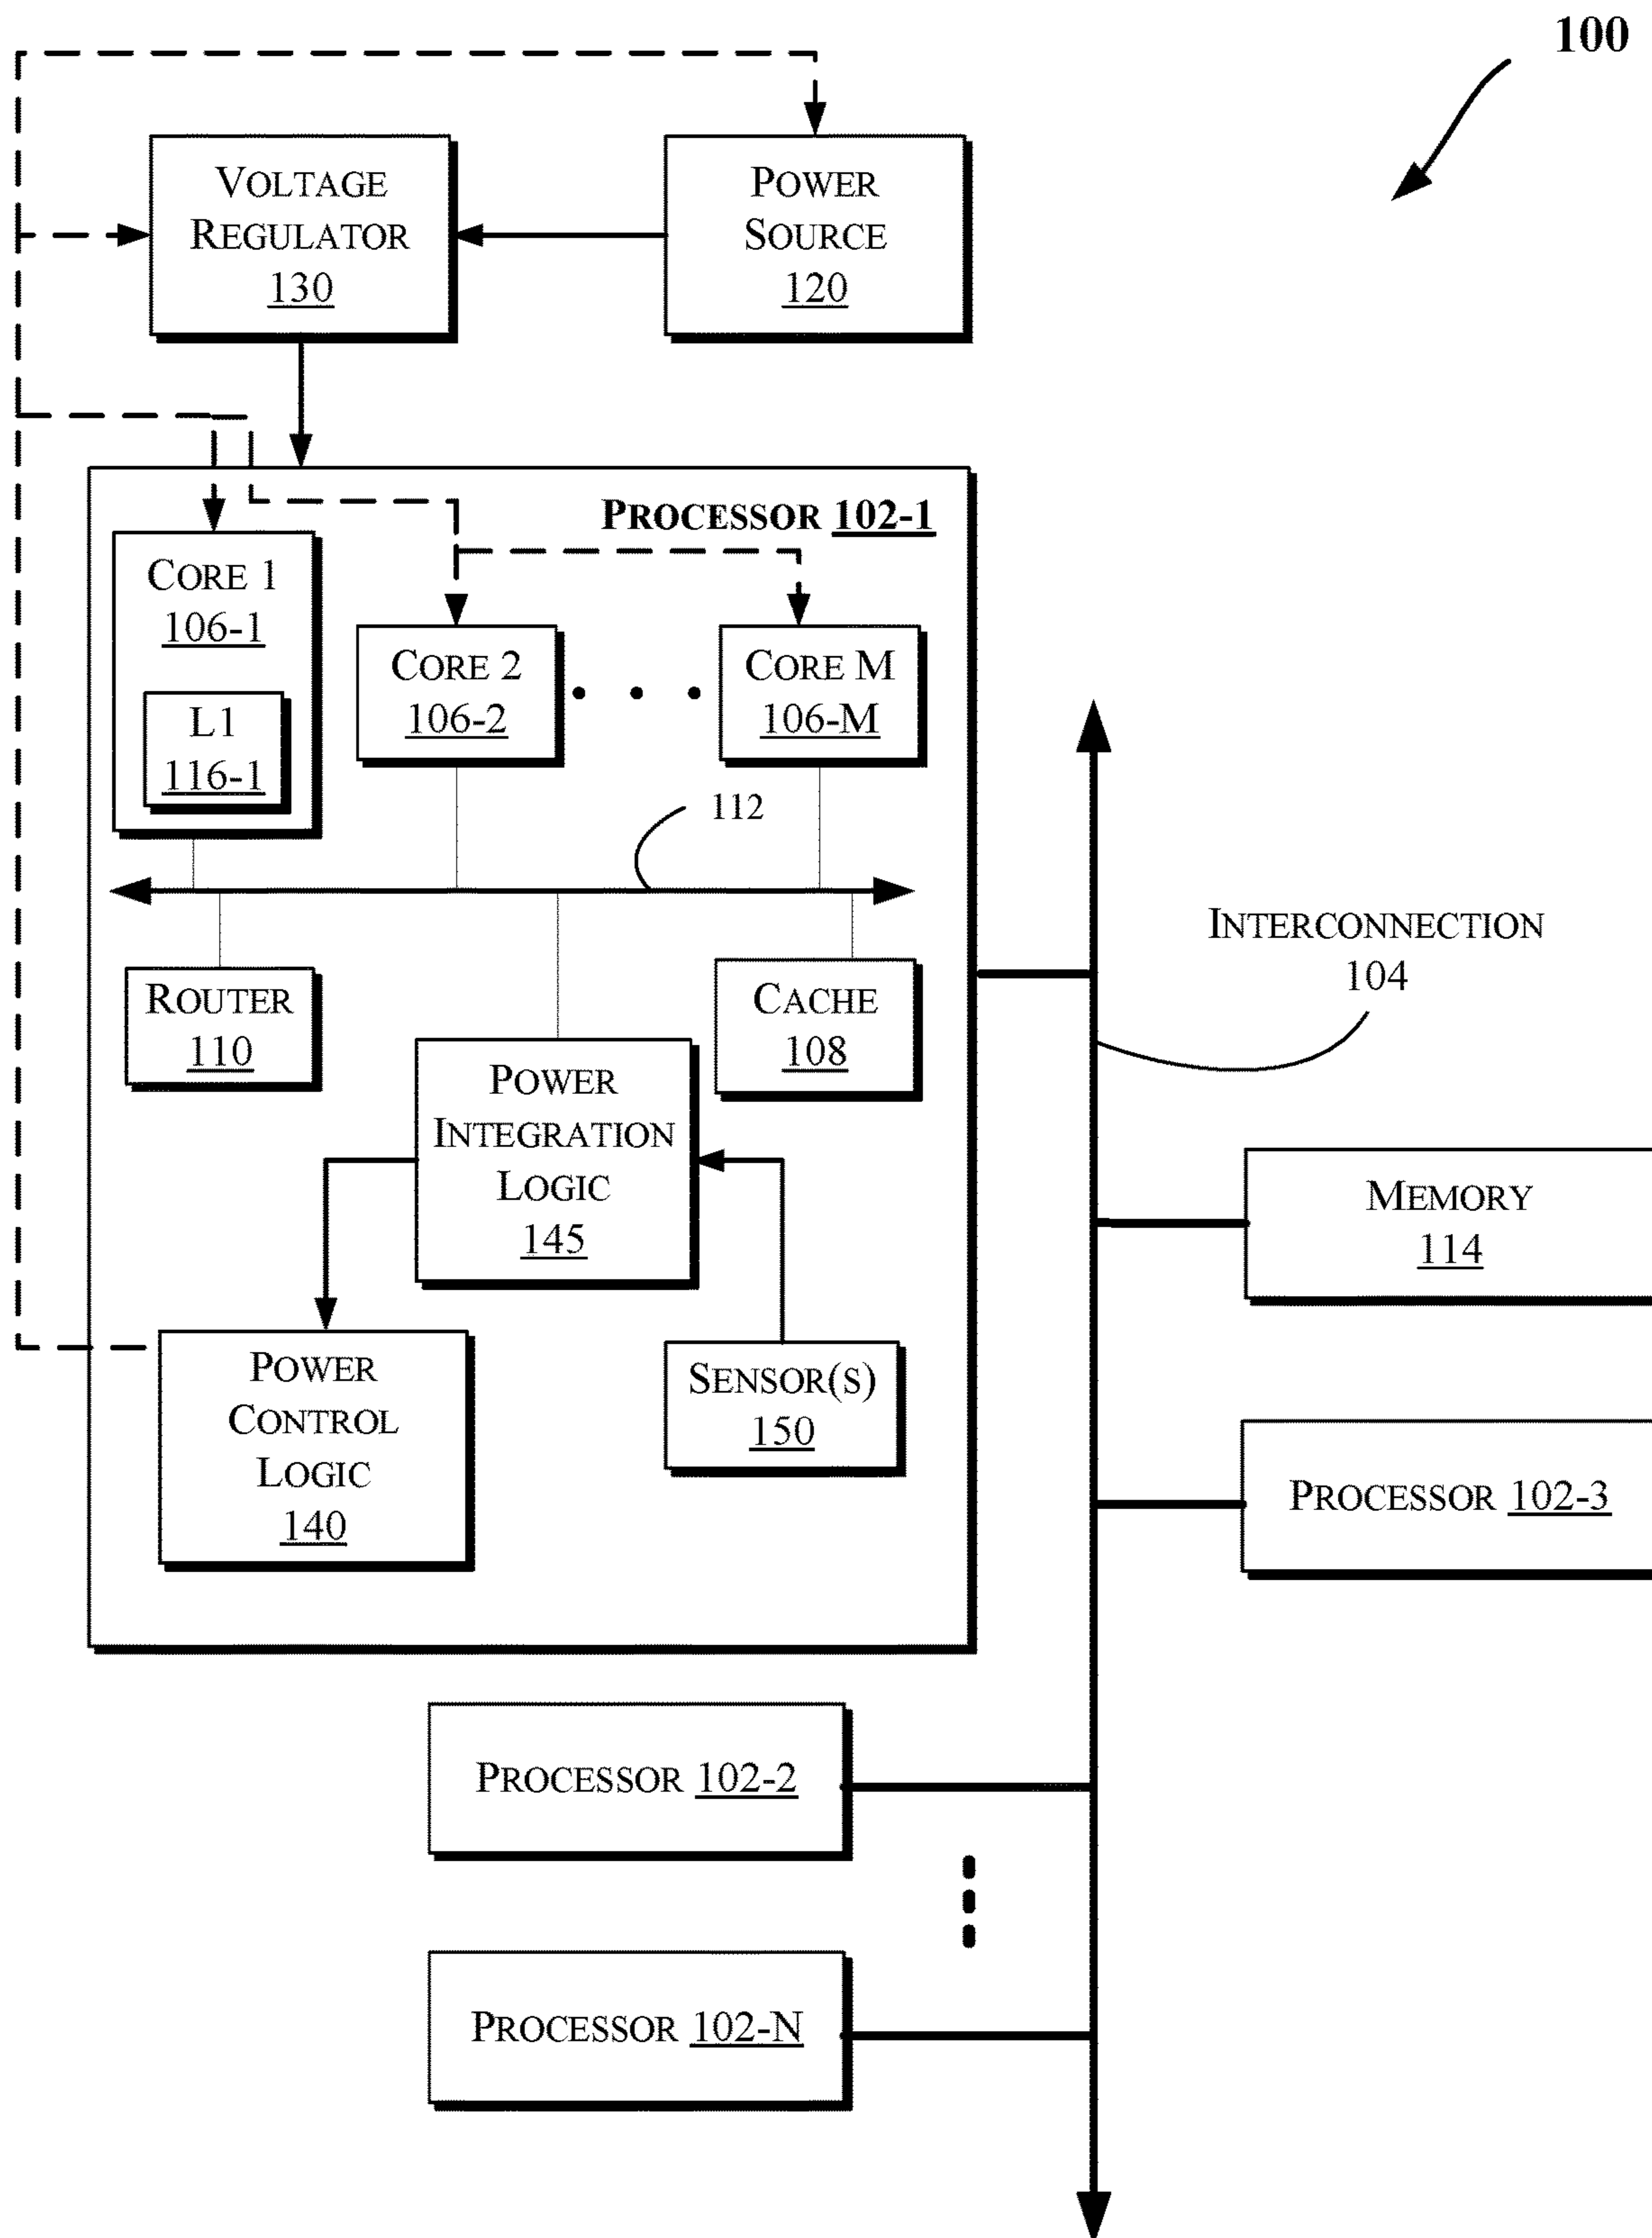 100
VOLTAGE
REGULATOR
130
POWER
SOURCE
120
PROCESSOR 102-1
CORE 1
106-1
L1
116-1
CORE 2
106-2
CORE M
106-M
112
ROUTER
110
CACHE
108
POWER
INTEGRATION
LOGIC
145
POWER
CONTROL
LOGIC
140
SENSOR(S)
150
INTERCONNECTION
104
MEMORY
114
PROCESSOR 102-3
PROCESSOR 102-2
PROCESSOR 102-N